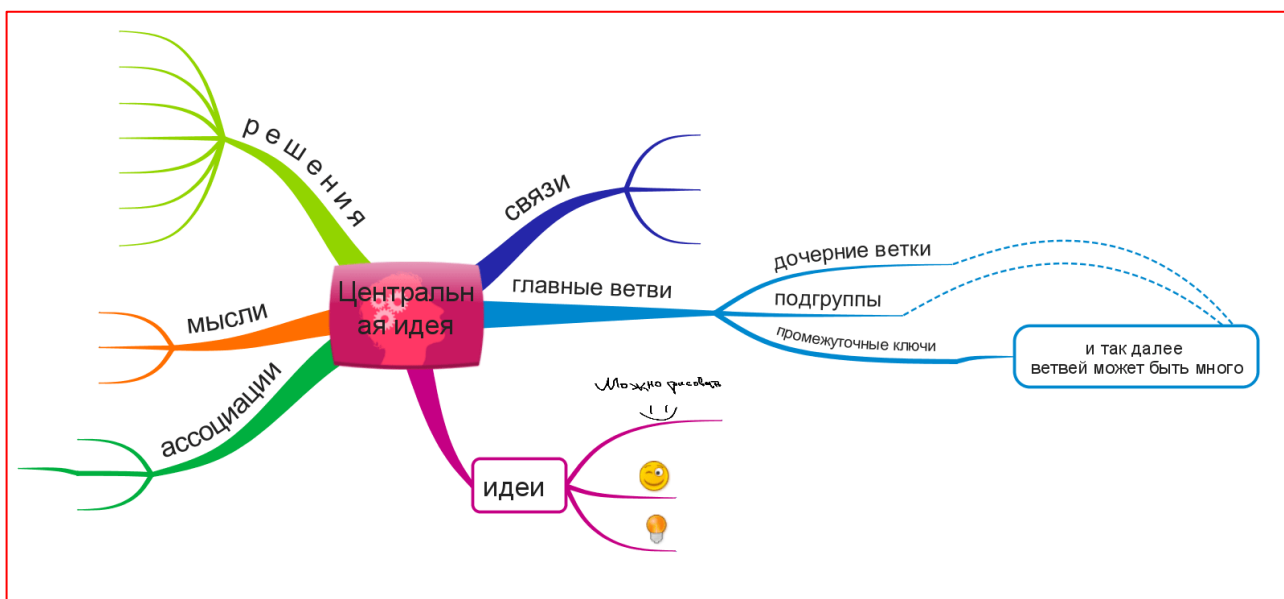 решения
связи
дочерние ветки
главные ветви
подгруппы
Центральн
ая идея
мысли
промежуточные ключи
и так далее
ветвей может быть много
ассоциации
Можно рисовать
идеи